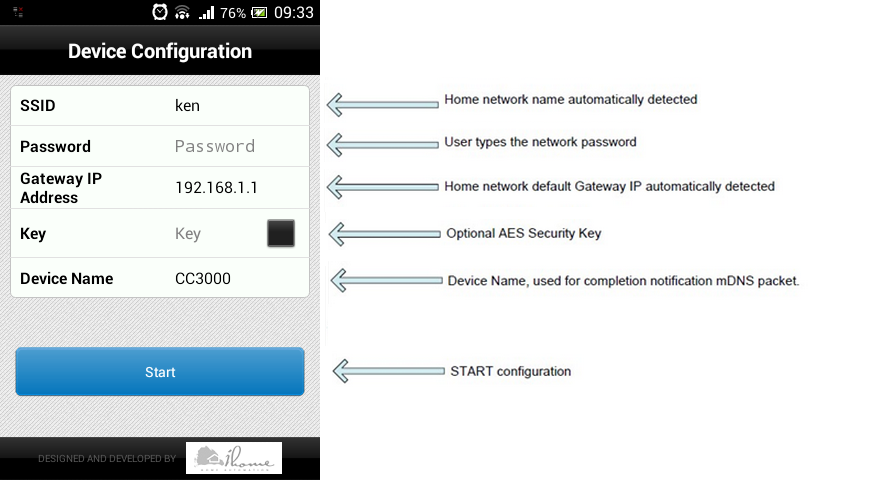 76% 09:33
Device Configuration
SSID ken
Home network name automatically detected
Password Password
User types the network password
Gateway IP
Address 192.168.1.1
Home network default Gateway IP automatically detected
Key Key
Optional AES Security Key
Device Name CC3000
Device Name, used for completion notification mDNS packet.
Start
START configuration
DESIGNED AND DEVELOPED BY
ihome
HOME AUTOMATION